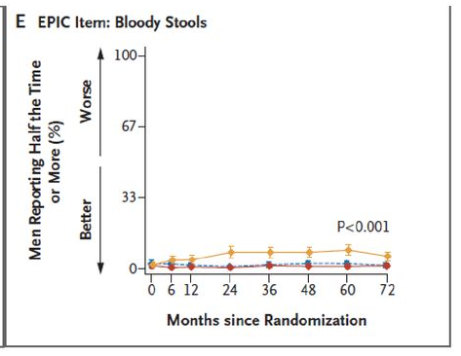 E EPIC Item: Bloody Stools
Men Reporting Half the Time
or More (%)
Worse
Better
100
67
33
0
P<0.001
0 6 12 24 36 48 60 72
Months since Randomization